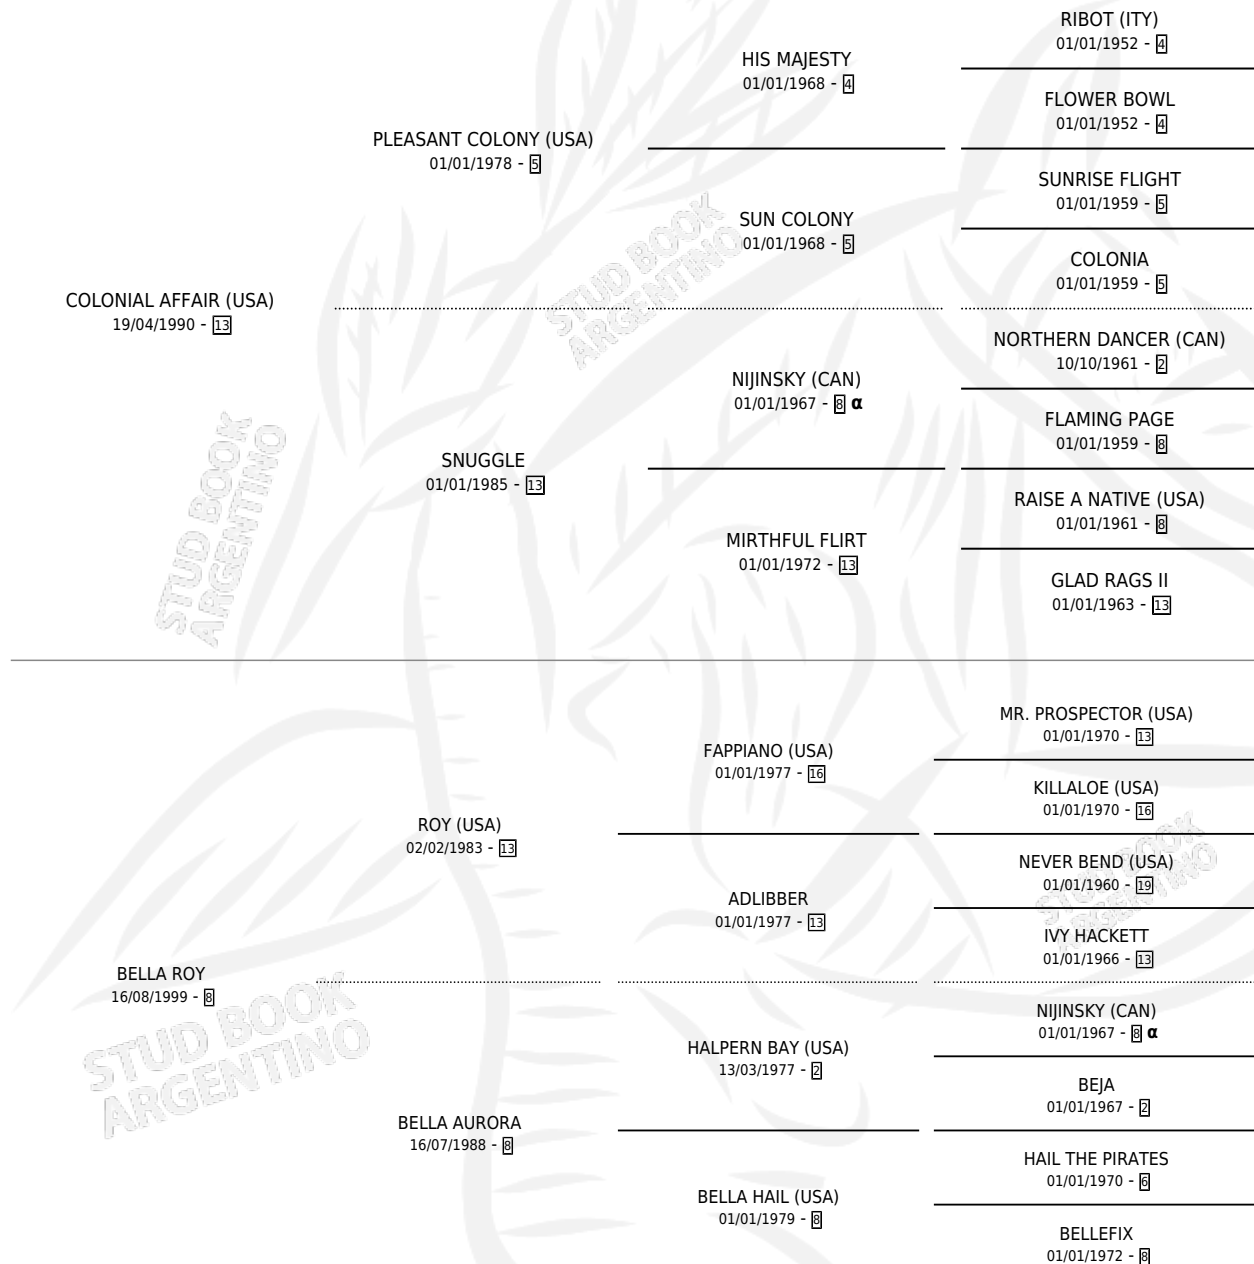 RIBOT (ITY)
01/01/1952 - 4
HIS MAJESTY
01/01/1968 - 4
FLOWER BOWL
01/01/1952 - 4
PLEASANT COLONY (USA)
01/01/1978 - 5
SUNRISE FLIGHT
01/01/1959 - 5
SUN COLONY
01/01/1968 - 5
COLONIA
01/01/1959 - 5
COLONIAL AFFAIR (USA)
19/04/1990 - 13
NORTHERN DANCER (CAN)
10/10/1961 - 2
NIJINSKY (CAN)
01/01/1967 - 8 α
FLAMING PAGE
01/01/1959 - 8
SNUGGLE
01/01/1985 - 13
RAISE A NATIVE (USA)
01/01/1961 - 8
MIRTHFUL FLIRT
01/01/1972 - 13
GLAD RAGS II
01/01/1963 - 13
STUD BOOK
ARGENTINO
STUD BOOK
ARGENTINO
MR. PROSPECTOR (USA)
01/01/1970 - 13
FAPPIANO (USA)
01/01/1977 - 16
KILLALOE (USA)
01/01/1970 - 16
ROY (USA)
02/02/1983 - 13
NEVER BEND (USA)
01/01/1960 - 19
ADLIBBER
01/01/1977 - 13
IVY HACKETT
01/01/1966 - 13
BELLA ROY
16/08/1999 - 8
NIJINSKY (CAN)
01/01/1967 - 8 α
HALPERN BAY (USA)
13/03/1977 - 2
BEJA
01/01/1967 - 2
BELLA AURORA
16/07/1988 - 8
HAIL THE PIRATES
01/01/1970 - 6
BELLA HAIL (USA)
01/01/1979 - 8
BELLEFIX
01/01/1972 - 8
STUD BOOK
ARGENTINO
STUD BOOK
ARGENTINO